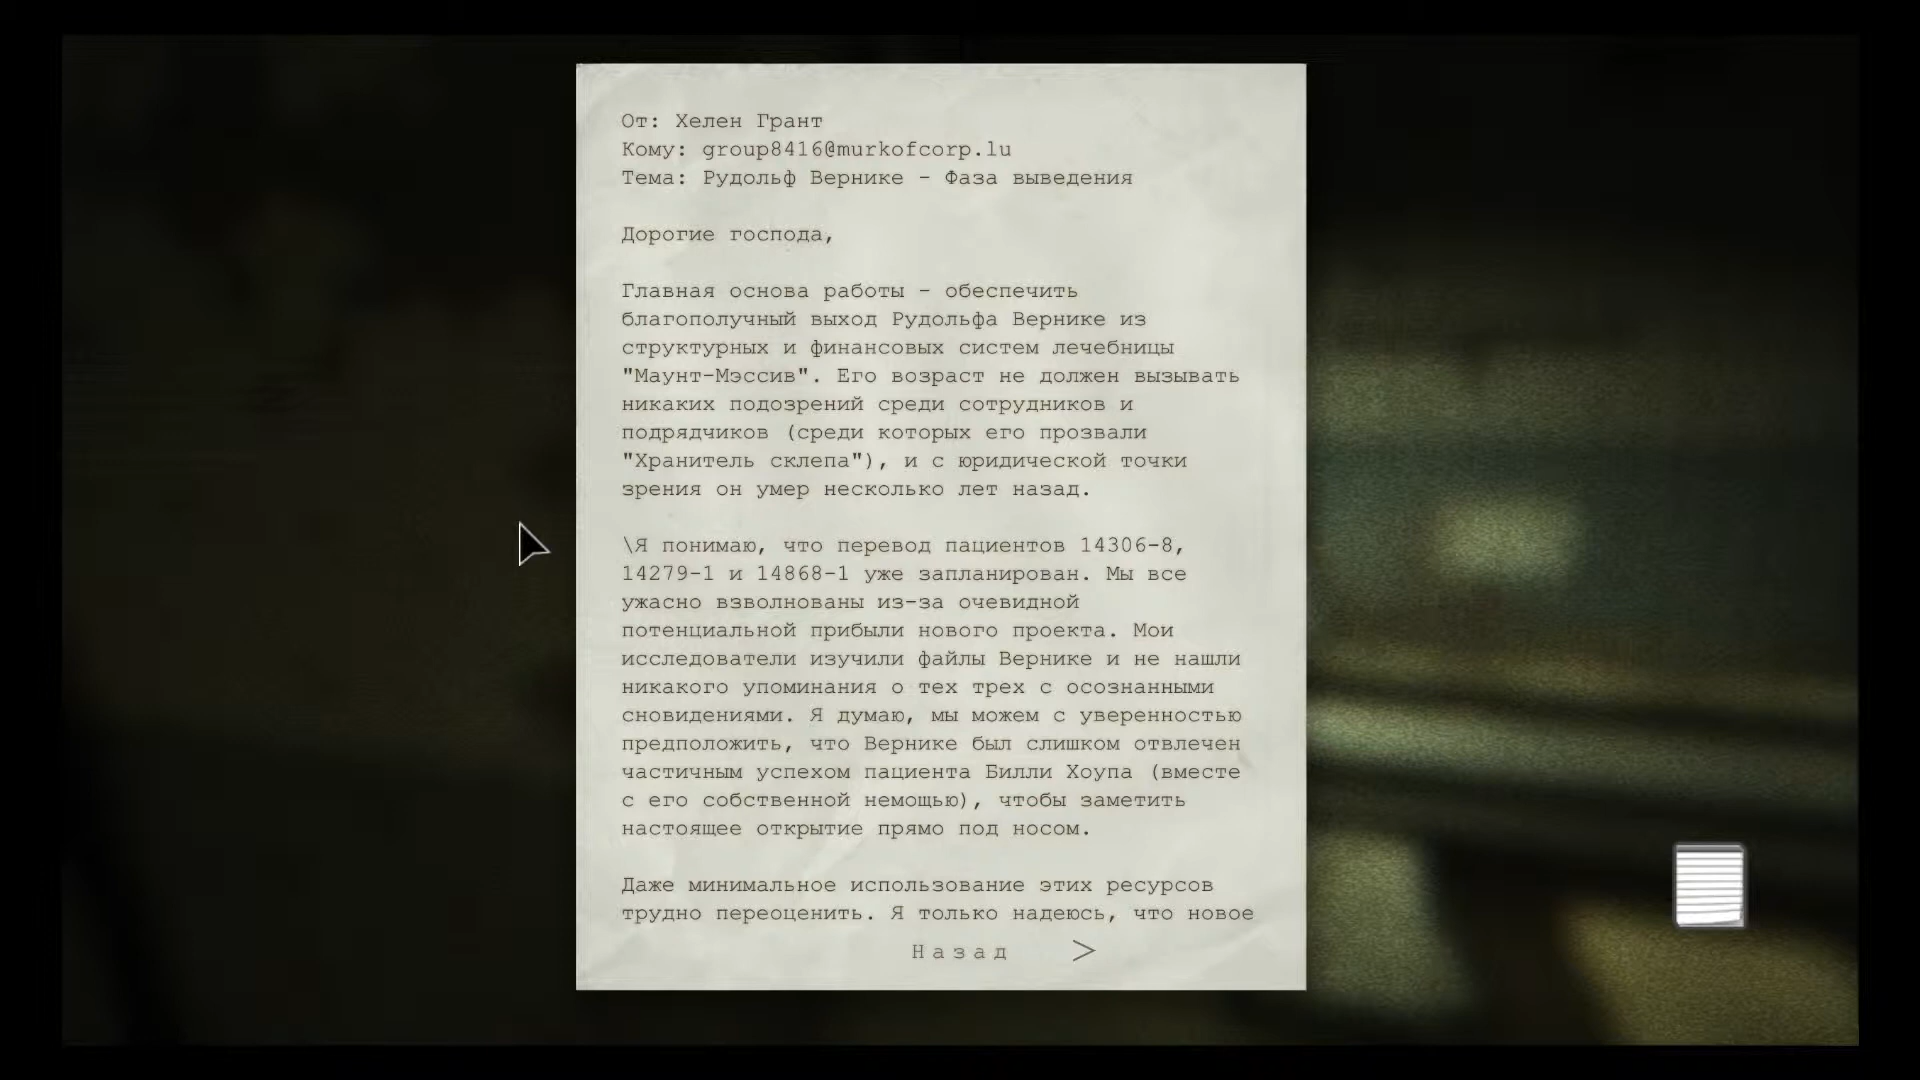 От: Хелен Грант
Кому: group8416@murkofcorp.lu
Тема: Рудольф Вернике - Фаза выведения
Дорогие господа,
Главная основа работы - обеспечить
благополучный выход Рудольфа Вернике из
структурных и финансовых систем лечебницы
"Маунт-Мэссив". Его возраст не должен вызывать
никаких подозрений среди сотрудников и
подрядчиков (среди которых его прозвали
"Хранитель склепа"), и с юридической точки
зрения он умер несколько лет назад.
\Я понимаю, что перевод пациентов 14306-8,
14279-1 и 14868-1 уже запланирован. Мы все
ужасно взволнованы из-за очевидной
потенциальной прибыли нового проекта. Мои
исследователи изучили файлы Вернике и не нашли
никакого упоминания о тех трех с осознанными
сновидениями. Я думаю, мы можем с уверенностью
предположить, что Вернике был слишком отвлечен
частичным успехом пациента Билли Хоупа (вместе
с его собственной немощью), чтобы заметить
настоящее открытие прямо под носом.
Даже минимальное использование этих ресурсов
трудно переоценить. Я только надеюсь, что новое
Назад >